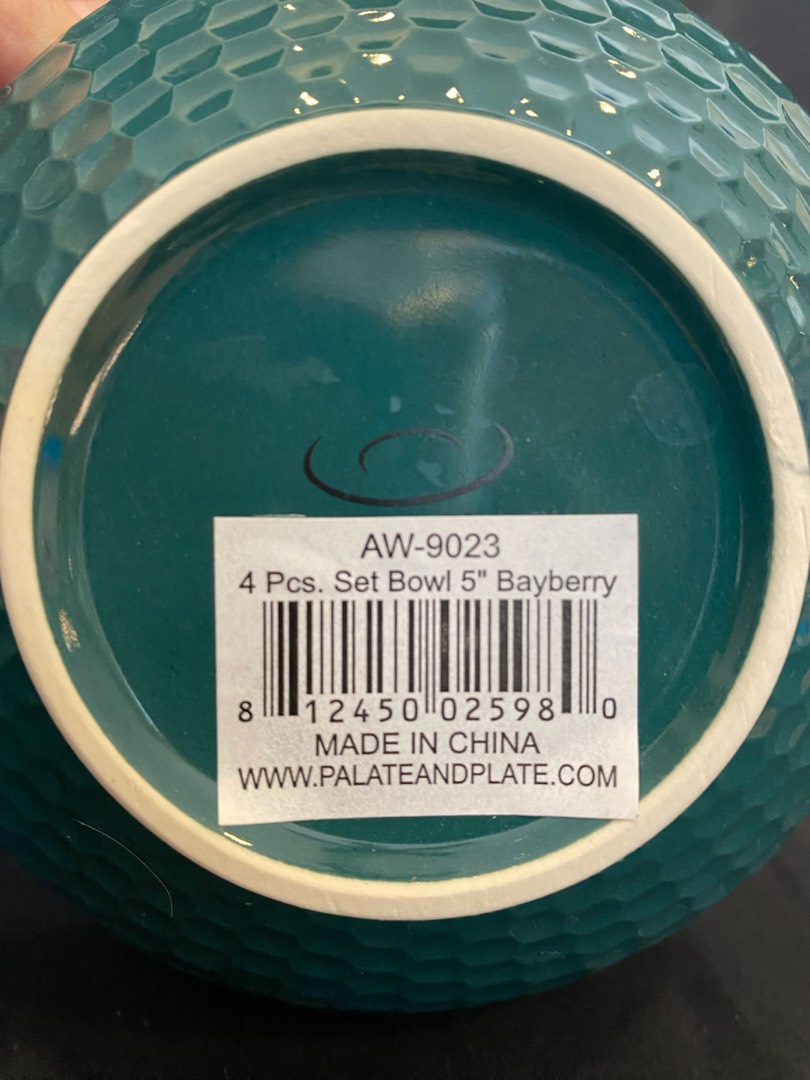 AW-9023
4 Pcs. Set Bowl 5" Bayberry
8 12450 02598 0
MADE IN CHINA
WWW.PALATEANDPLATE.COM